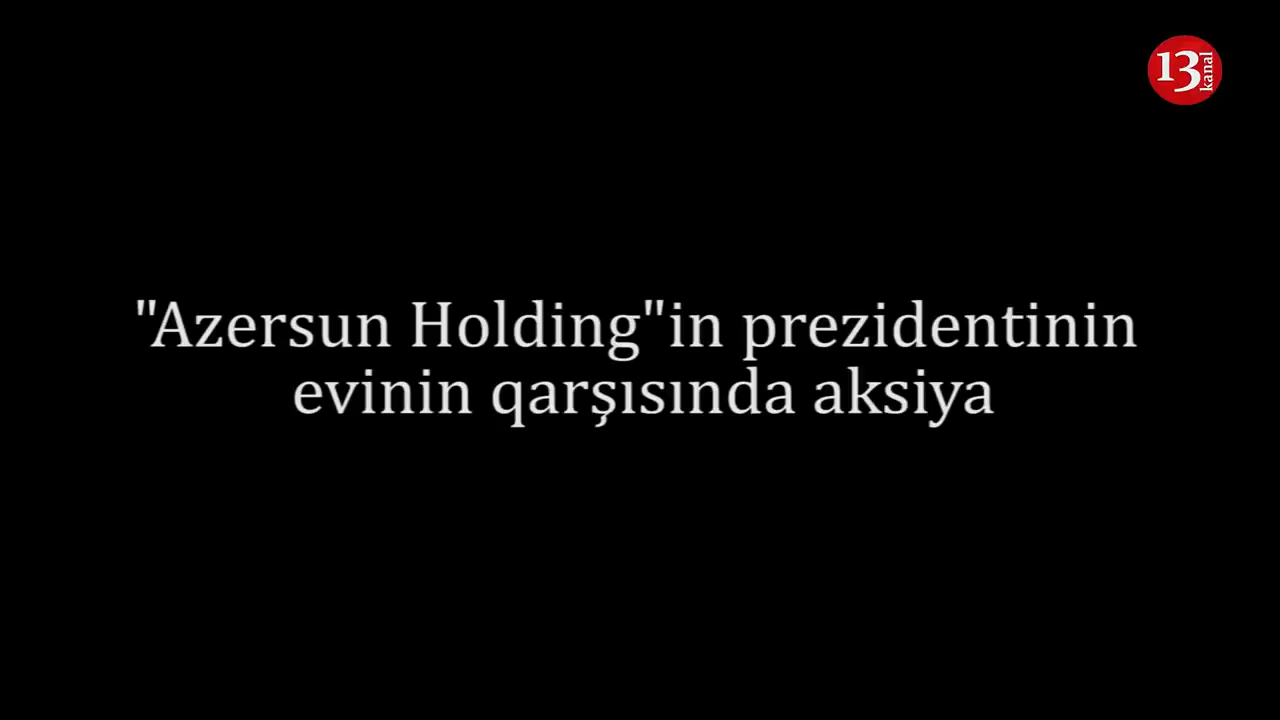 13 kanal
"Azersun Holding"in prezidentinin
evinin qarşısında aksiya